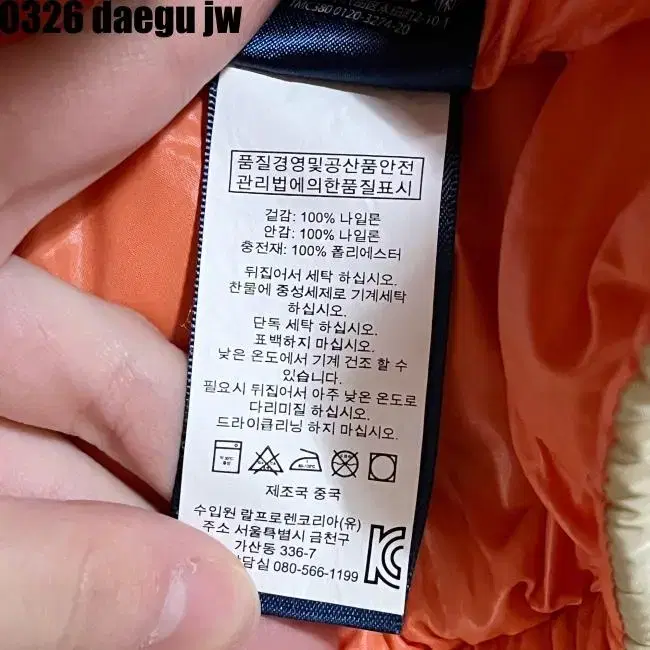 0326 daegu jw
TMC380 0120-3274-20
품질경영및공산품안전
관리법에의한품질표시
겉감: 100% 나일론
안감: 100% 나일론
충전재: 100% 폴리에스터
뒤집어서 세탁 하십시오.
찬물에 중성세제로 기계세탁
하십시오.
단독 세탁 하십시오.
표백하지 마십시오.
낮은 온도에서 기계 건조 할 수
있습니다.
필요시 뒤집어서 아주 낮은 온도로
다리미질 하십시오.
드라이클리닝 하지 마십시오.
제조국 중국
수입원 랄프로렌코리아(유)
주소 서울특별시 금천구
가산동 336-7
담실 080-566-1199